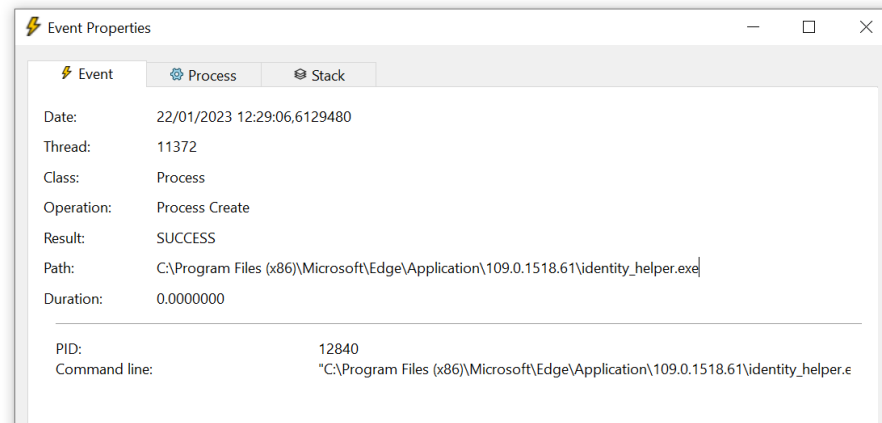 Event Properties
Event Process Stack
Date: 22/01/2023 12:29:06,6129480
Thread: 11372
Class: Process
Operation: Process Create
Result: SUCCESS
Path: C:\Program Files (x86)\Microsoft\Edge\Application\109.0.1518.61\identity_helper.exe
Duration: 0.0000000
PID: 12840
Command line: "C:\Program Files (x86)\Microsoft\Edge\Application\109.0.1518.61\identity_helper.e